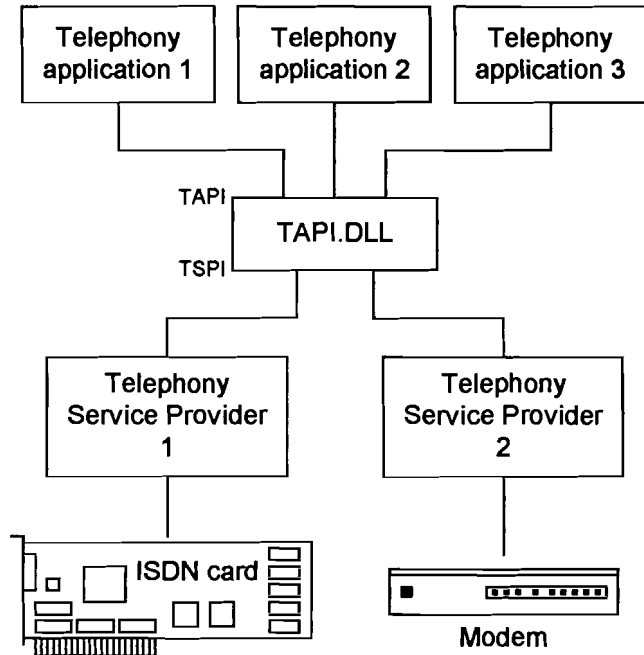 Telephony
application 1
Telephony
application 2
Telephony
application 3
TAPI
TAPI.DLL
TSPI
Telephony
Service Provider
1
Telephony
Service Provider
2
ISDN card
Modem